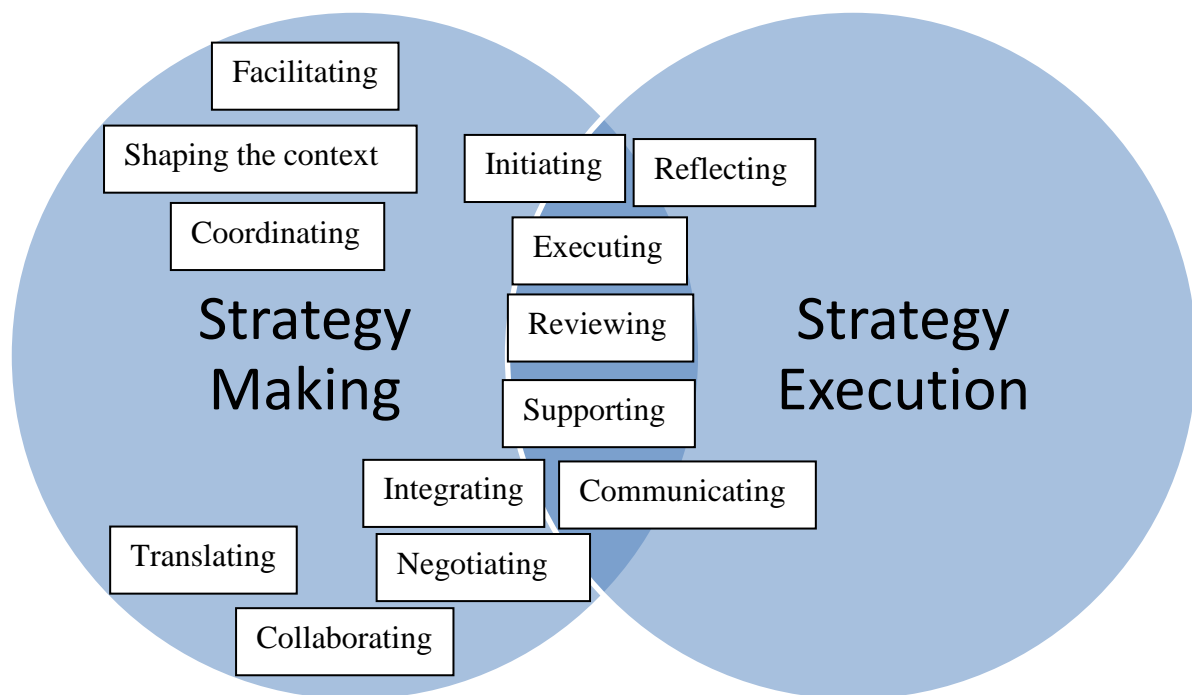 Facilitating
Shaping the context
Initiating
Reflecting
Coordinating
Executing
Strategy
Making
Reviewing
Strategy
Execution
Supporting
Integrating
Communicating
Translating
Negotiating
Collaborating